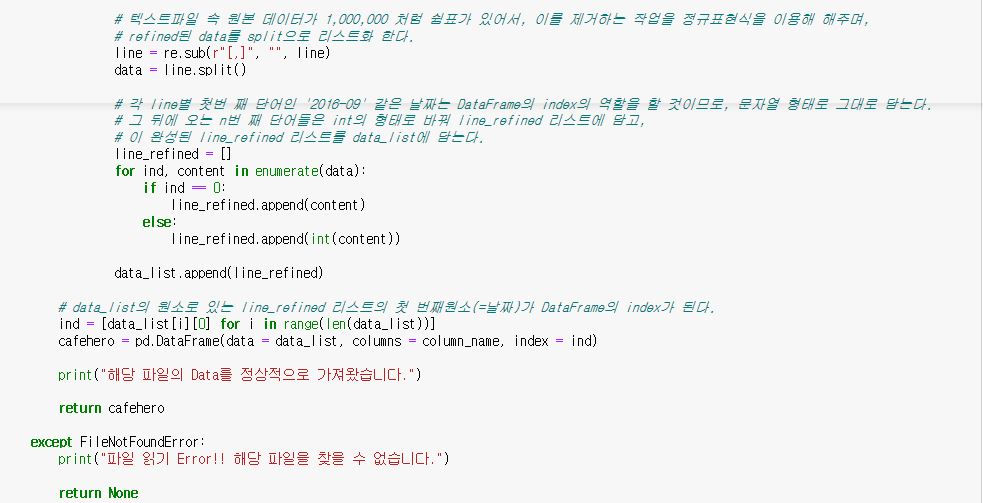 # 텍스트파일 속 원본 데이터가 1,000,000 처럼 쉼표가 있어서, 이를 제거하는 작업을 정규표현식을 이용해 해주며,
# refined된 data를 split으로 리스트화 한다.
line = re.sub(r"[,]", "", line)
data = line.split()
# 각 line별 첫번 째 단어인 '2016-09' 같은 날짜는 DataFrame의 index의 역할을 할 것이므로, 문자열 형태로 그대로 담는다.
# 그 뒤에 오는 n번 째 단어들은 int의 형태로 바꿔 line_refined 리스트에 담고,
# 이 완성된 line_refined 리스트를 data_list에 담는다.
line_refined = []
for ind, content in enumerate(data):
if ind == 0:
line_refined.append(content)
else:
line_refined.append(int(content))
data_list.append(line_refined)
# data_list의 원소로 있는 line_refined 리스트의 첫 번째원소(=날짜)가 DataFrame의 index가 된다.
ind = [data_list[i][0] for i in range(len(data_list))]
cafehero = pd.DataFrame(data = data_list, columns = column_name, index = ind)
print("해당 파일의 Data를 정상적으로 가져왔습니다.")
return cafehero
except FileNotFoundError:
print("파일 읽기 Error!! 해당 파일을 찾을 수 없습니다.")
return None